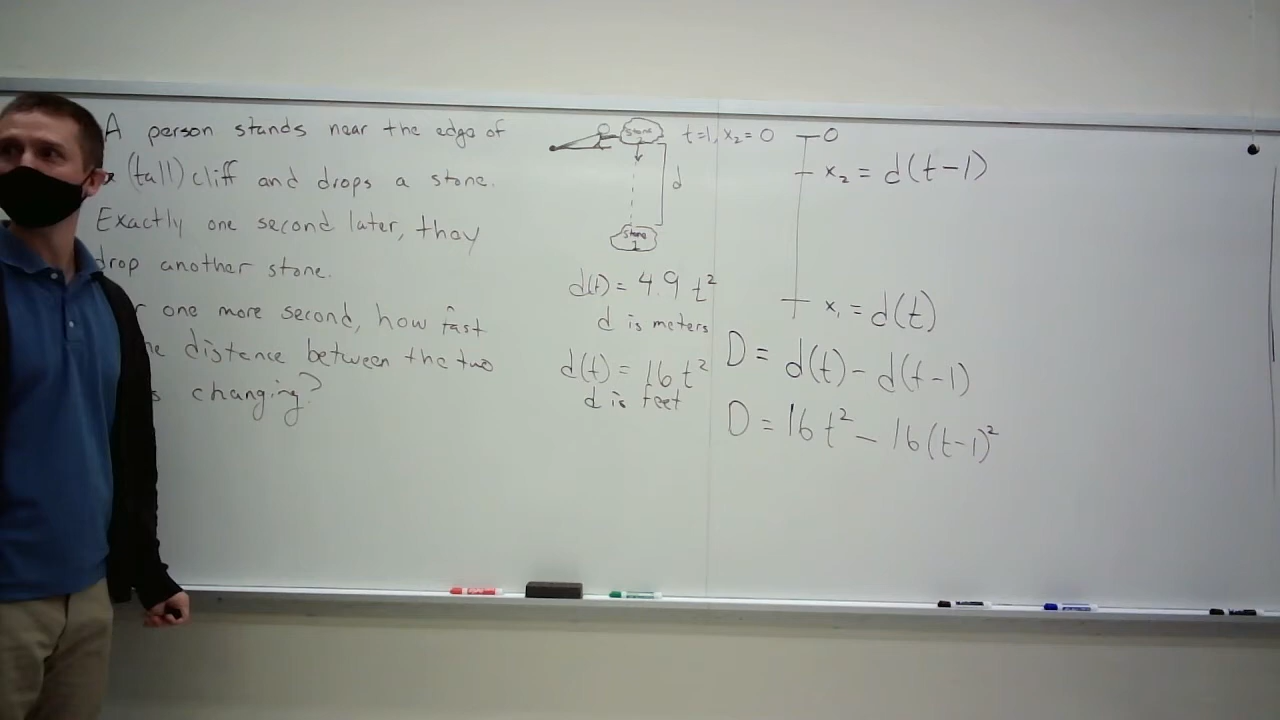 A person stands near the edge of
(tall) cliff and drops a stone.
Exactly one second later, they
drop another stone.
one more second, how fast
distance between the two
changing?
Stone
t=1, x₂=0
d
Stone
1
d(t) = 4.9 t²
d is meters
d(t) = 16 t²
d is feet
0
x₂ = d(t-1)
x₁ = d(t)
D = d(t) - d(t-1)
D = 16t² - 16(t-1)²